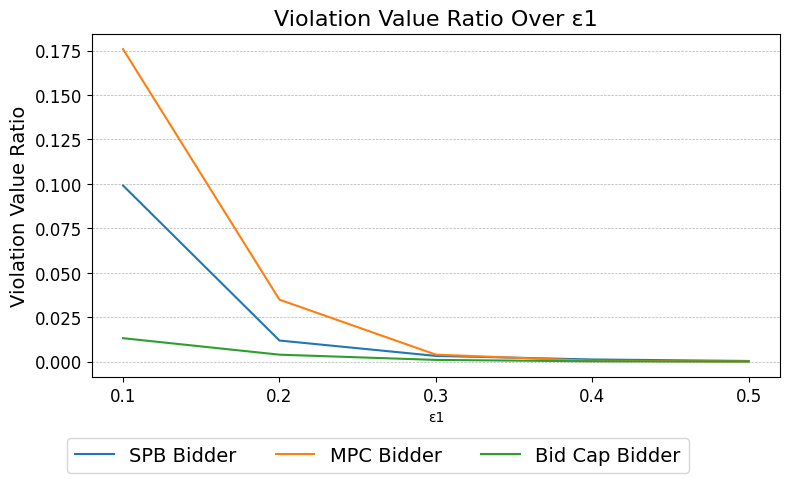 Violation Value Ratio Over ε1
Violation Value Ratio
0.175
0.150
0.125
0.100
0.075
0.050
0.025
0.000
0.1 0.2 0.3 0.4 0.5
ε1
SPB Bidder MPC Bidder Bid Cap Bidder